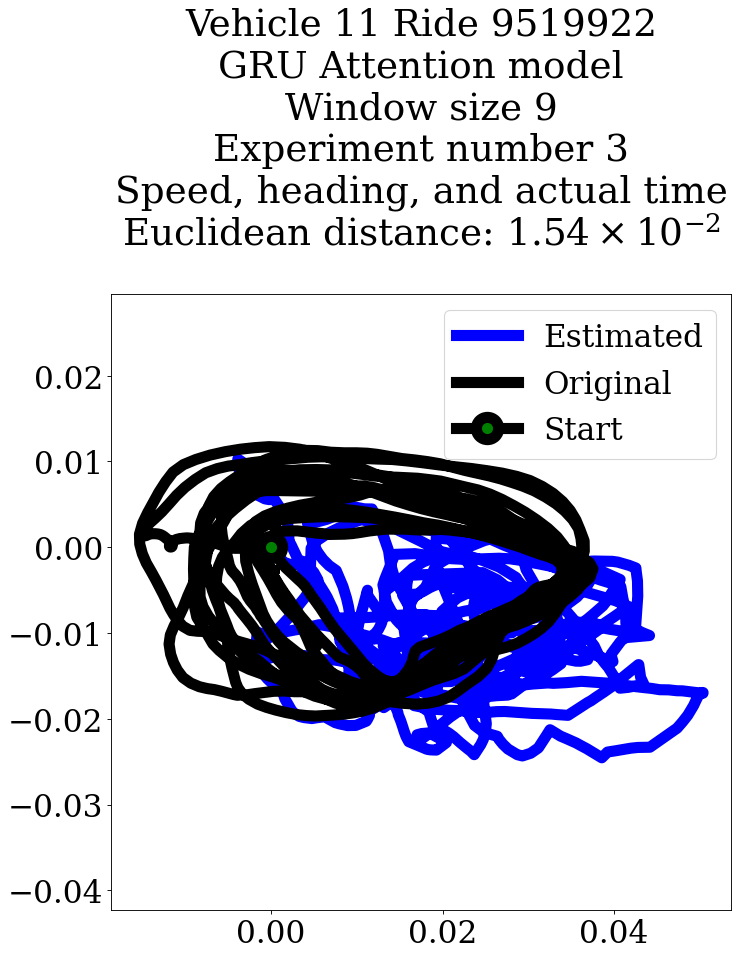 Vehicle 11 Ride 9519922
GRU Attention model
Window size 9
Experiment number 3
Speed, heading, and actual time
Euclidean distance: 1.54 × 10⁻²
Estimated
Original
Start
0.02
0.01
0.00
−0.01
−0.02
−0.03
−0.04
0.00 0.02 0.04